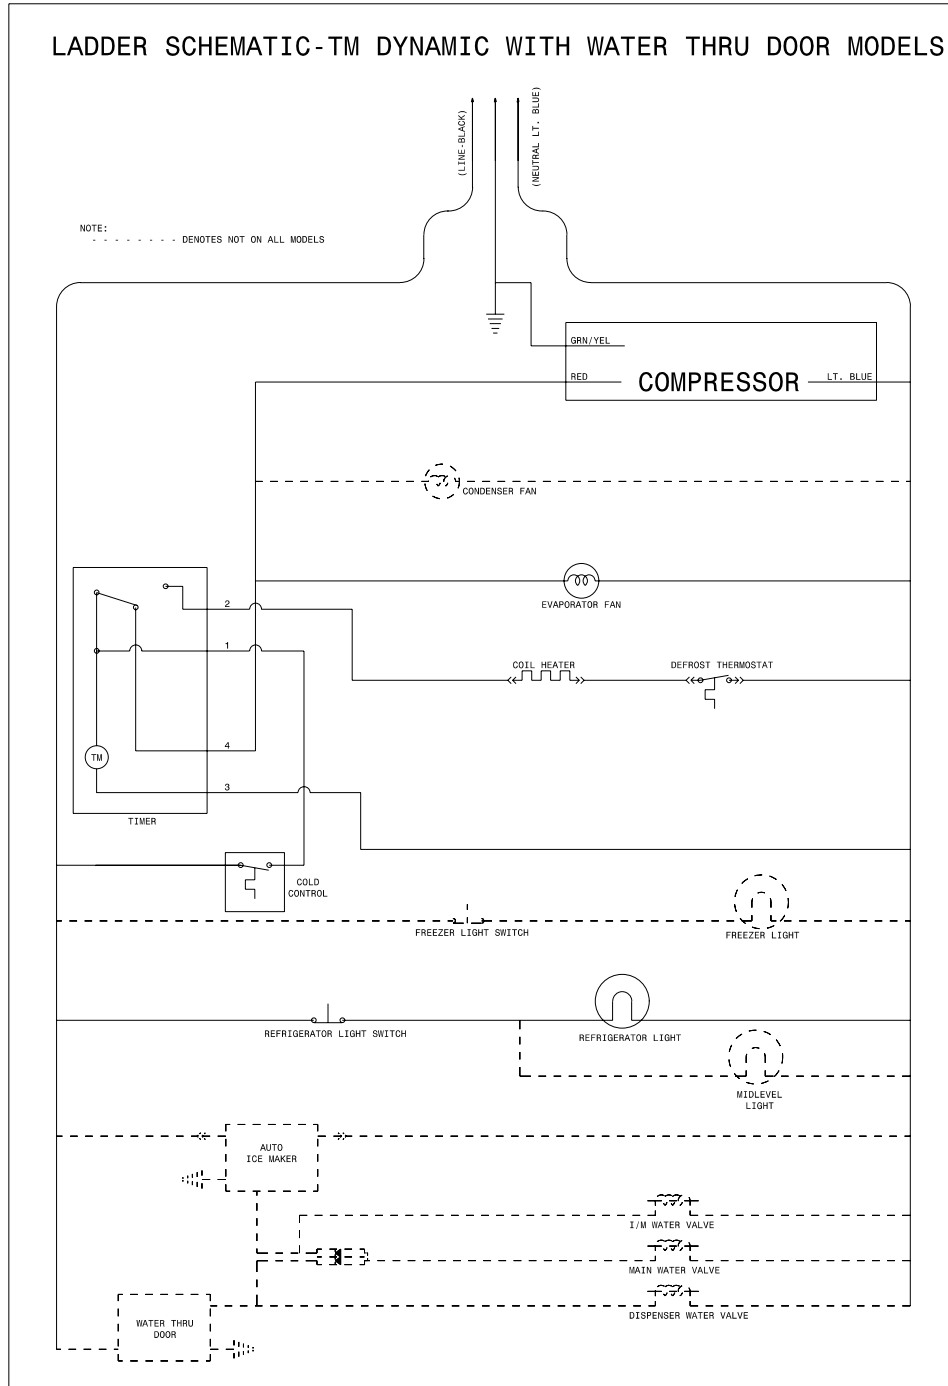 LADDER SCHEMATIC-TM DYNAMIC WITH WATER THRU DOOR MODELS
(LINE-BLACK)
(NEUTRAL LT. BLUE)
NOTE:
- - - - - - - - DENOTES NOT ON ALL MODELS
GRN/YEL
RED
COMPRESSOR
LT. BLUE
CONDENSER FAN
EVAPORATOR FAN
2
1
COIL HEATER
DEFROST THERMOSTAT
4
TM
3
TIMER
COLD
CONTROL
FREEZER LIGHT SWITCH
FREEZER LIGHT
REFRIGERATOR LIGHT SWITCH
REFRIGERATOR LIGHT
MIDLEVEL
LIGHT
AUTO
ICE MAKER
I/M WATER VALVE
MAIN WATER VALVE
DISPENSER WATER VALVE
WATER THRU
DOOR